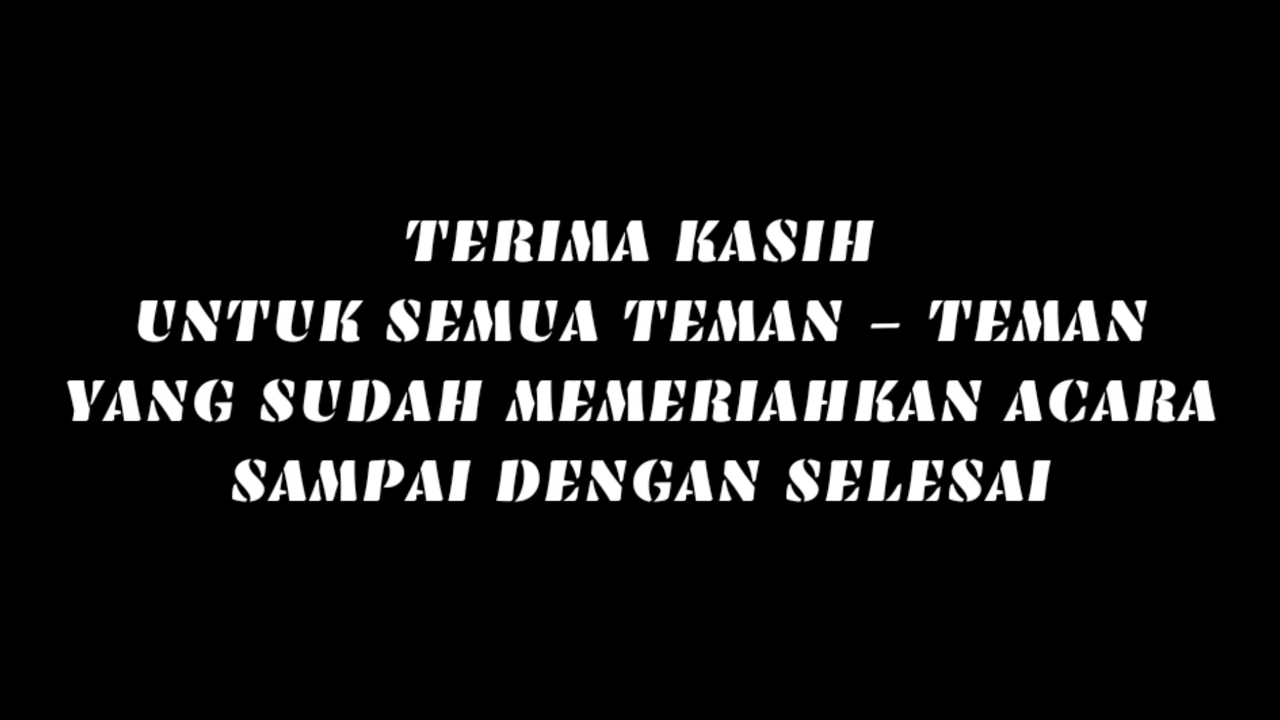 TERIMA KASIH
UNTUK SEMUA TEMAN – TEMAN
YANG SUDAH MEMERIAHKAN ACARA
SAMPAI DENGAN SELESAI